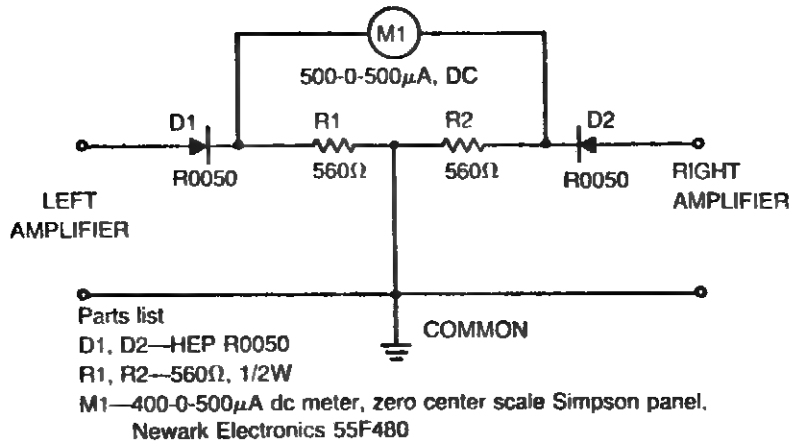 M1
500-0-500µA, DC
D1
R1
R2
D2
R0050
560Ω
560Ω
R0050
LEFT
AMPLIFIER
RIGHT
AMPLIFIER
COMMON
Parts list
D1, D2—HEP R0050
R1, R2—560Ω, 1/2W
M1—400-0-500µA dc meter, zero center scale Simpson panel,
Newark Electronics 55F480